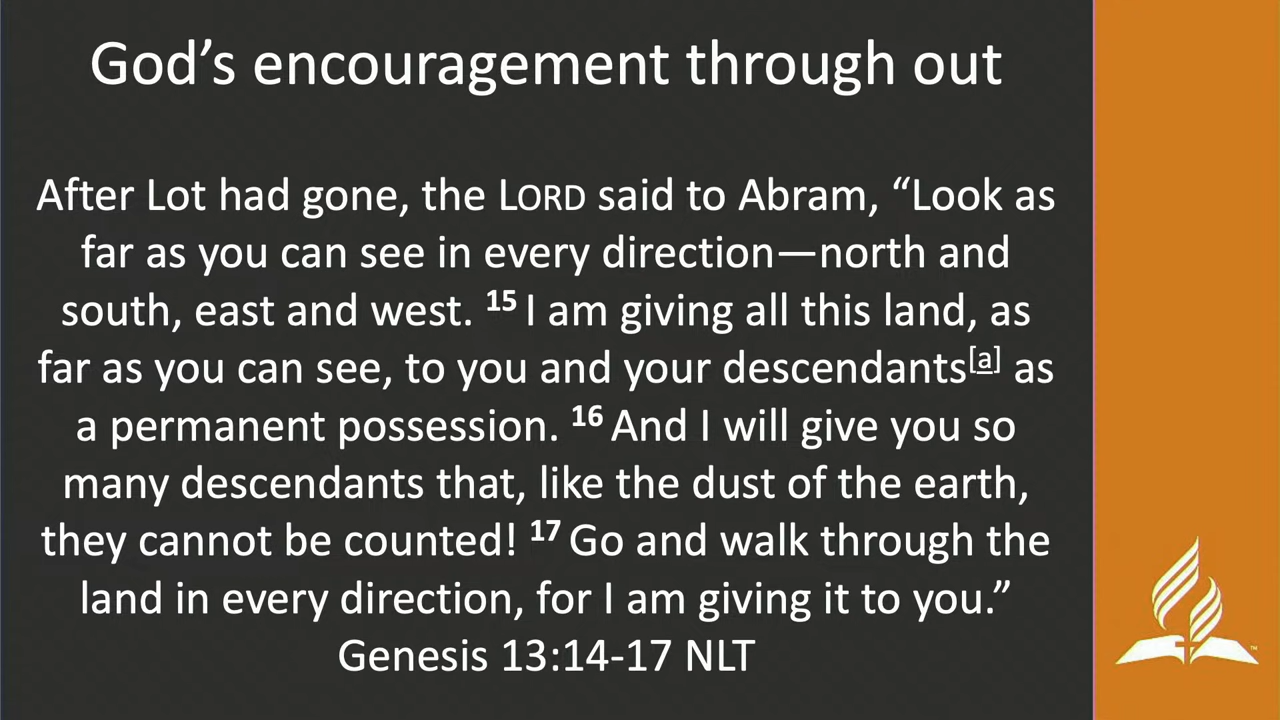 God’s encouragement through out
After Lot had gone, the LORD said to Abram, “Look as
far as you can see in every direction—north and
south, east and west. 15 I am giving all this land, as
far as you can see, to you and your descendants[a] as
a permanent possession. 16 And I will give you so
many descendants that, like the dust of the earth,
they cannot be counted! 17 Go and walk through the
land in every direction, for I am giving it to you.”
Genesis 13:14-17 NLT
™